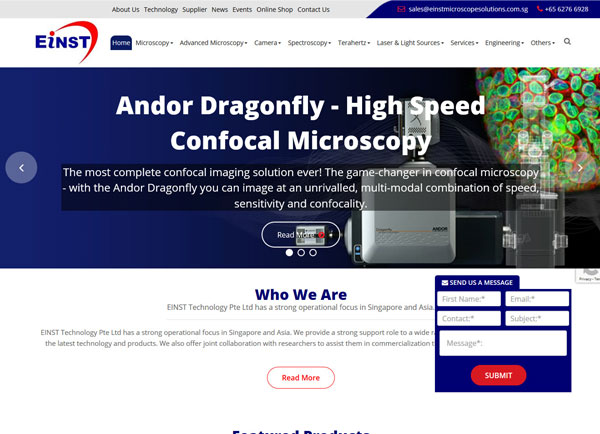 About Us Technology Supplier News Events Online Shop Contact Us
sales@einstmicroscopesolutions.com.sg +65 6276 6928
EiNST
Home Microscopy Advanced Microscopy Camera Spectroscopy Terahertz Laser & Light Sources Services Engineering Others
Andor Dragonfly - High Speed
Confocal Microscopy
The most complete confocal imaging solution ever! The game-changer in confocal microscopy
- with the Andor Dragonfly you can image at an unrivalled, multi-modal combination of speed,
sensitivity and confocality.
Read More
ANDOR
Privacy - Ter
Who We Are
EINST Technology Pte Ltd has a strong operational focus in Singapore and Asia.
EINST Technology Pte Ltd has a strong operational focus in Singapore and Asia. We provide a strong support role to a wide
the latest technology and products. We also offer joint collaboration with researchers to assist them in commercialization
Read More
SEND US A MESSAGE
First Name:* Email:*
Contact:* Subject:*
Message*:
SUBMIT
Featured Products